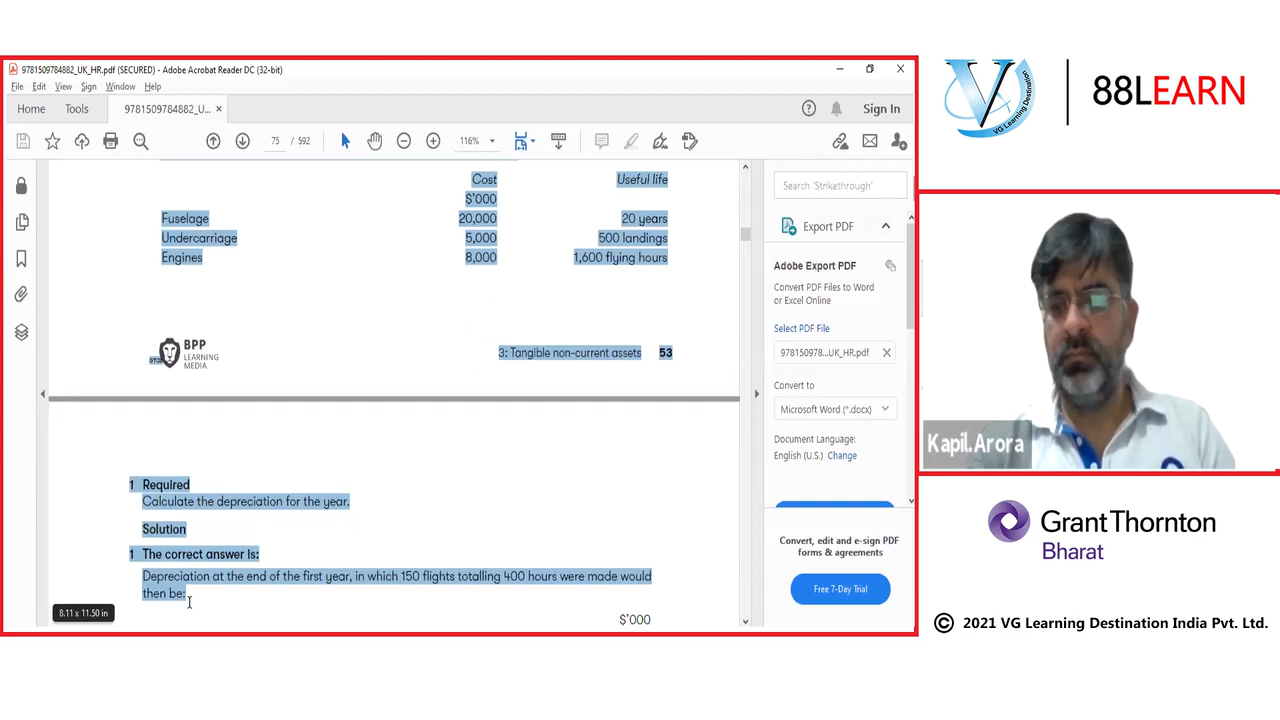 9781509784882_UK_HR.pdf (SECURED) - Adobe Acrobat Reader DC (32-bit)
File Edit View Sign Window Help
Home Tools 9781509784882_U... × Sign In
75 / 592 116%
Cost Useful life
$'000
Fuselage 20,000 20 years
Undercarriage 5,000 500 landings
Engines 8,000 1,600 flying hours
BPP
LEARNING
MEDIA
3: Tangible non-current assets 53
1 Required
Calculate the depreciation for the year.
Solution
1 The correct answer is:
Depreciation at the end of the first year, in which 150 flights totalling 400 hours were made would
then be:
$'000
8.11 x 11.50 in
Search 'Strikethrough'
Export PDF
Adobe Export PDF
Convert PDF Files to Word
or Excel Online
Select PDF File
978150978...UK_HR.pdf
Convert to
Microsoft Word (*.docx)
Document Language:
English (U.S.) Change
Convert, edit and e-sign PDF
forms & agreements
Free 7-Day Trial
V
VG Learning Destination
88LEARN
Kapil.Arora
Grant Thornton
Bharat
© 2021 VG Learning Destination India Pvt. Ltd.